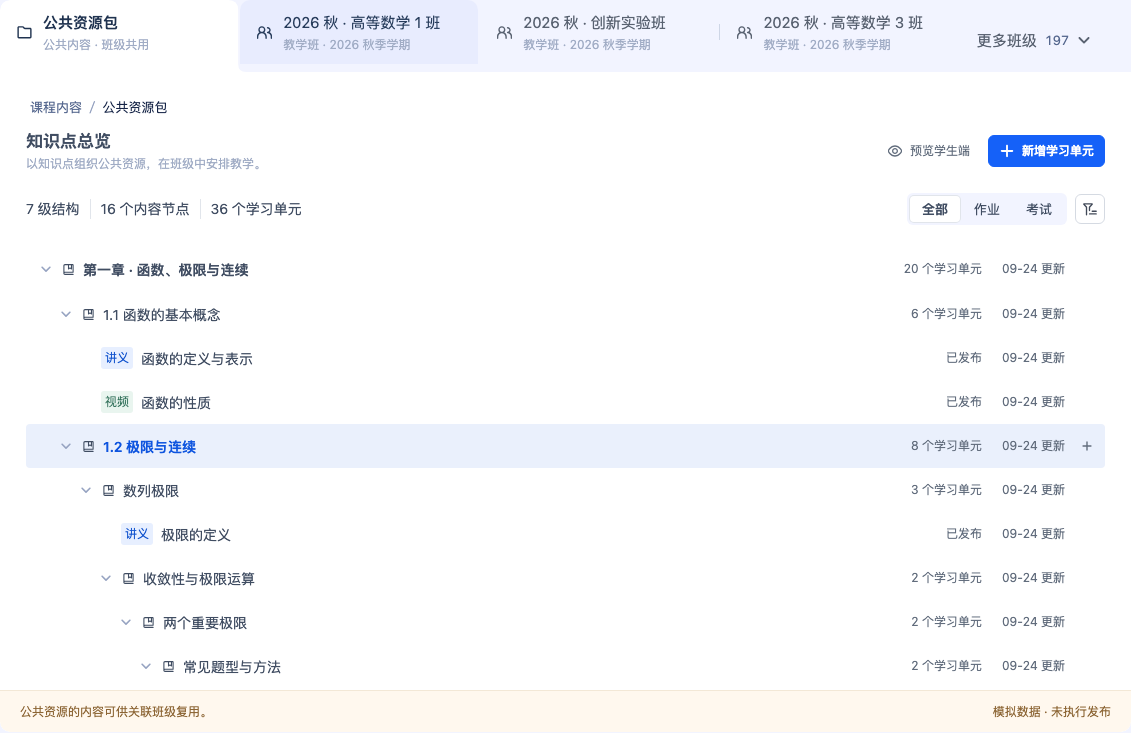 公共资源包
公共内容 · 班级共用
2026 秋 · 高等数学 1 班
教学班 · 2026 秋季学期
2026 秋 · 创新实验班
教学班 · 2026 秋季学期
2026 秋 · 高等数学 3 班
教学班 · 2026 秋季学期
更多班级 197
课程内容 / 公共资源包
知识点总览
以知识点组织公共资源，在班级中安排教学。
预览学生端
新增学习单元
7 级结构
16 个内容节点
36 个学习单元
全部
作业
考试
第一章 · 函数、极限与连续 20 个学习单元 09-24 更新
1.1 函数的基本概念 6 个学习单元 09-24 更新
讲义 函数的定义与表示 已发布 09-24 更新
视频 函数的性质 已发布 09-24 更新
1.2 极限与连续 8 个学习单元 09-24 更新
数列极限 3 个学习单元 09-24 更新
讲义 极限的定义 已发布 09-24 更新
收敛性与极限运算 2 个学习单元 09-24 更新
两个重要极限 2 个学习单元 09-24 更新
常见题型与方法 2 个学习单元 09-24 更新
公共资源的内容可供关联班级复用。
模拟数据 · 未执行发布